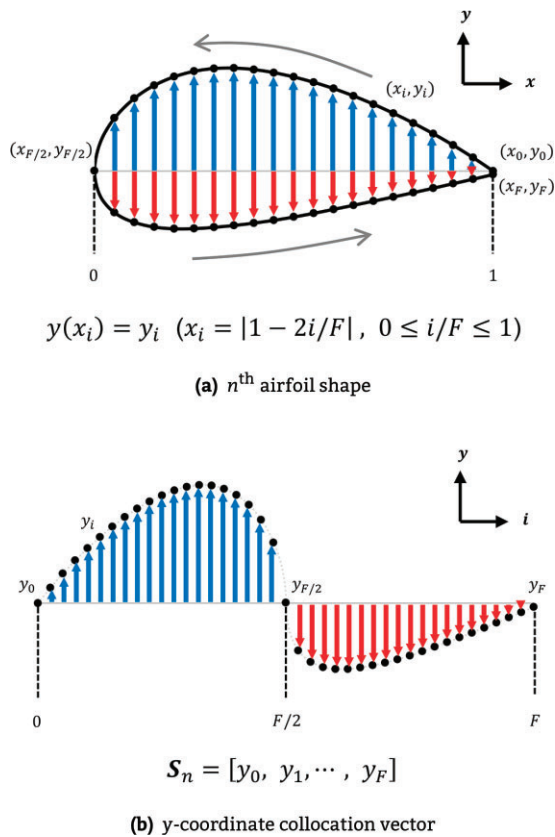 y
x
(x_i, y_i)
(x_{F/2}, y_{F/2})
(x_0, y_0)
(x_F, y_F)
0
1
y(x_i) = y_i (x_i = |1 − 2i/F| , 0 ≤ i/F ≤ 1)
(a) n^th airfoil shape
y
i
y_i
y_0
y_{F/2}
y_F
0
F/2
F
S_n = [y_0, y_1, ⋯ , y_F]
(b) y-coordinate collocation vector